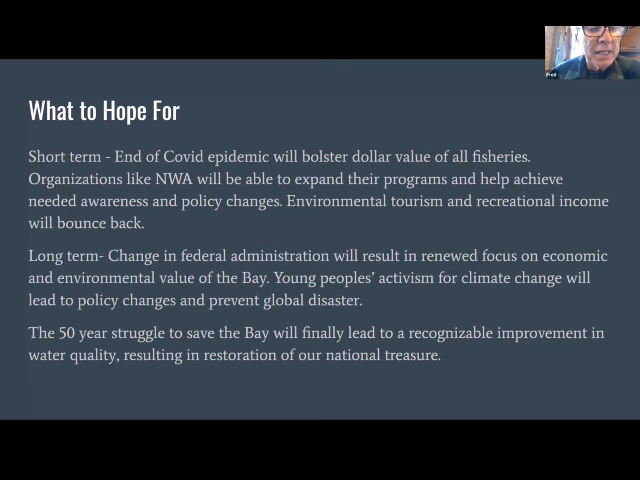 What to Hope For
Short term - End of Covid epidemic will bolster dollar value of all fisheries.
Organizations like NWA will be able to expand their programs and help achieve
needed awareness and policy changes. Environmental tourism and recreational income
will bounce back.
Long term- Change in federal administration will result in renewed focus on economic
and environmental value of the Bay. Young peoples’ activism for climate change will
lead to policy changes and prevent global disaster.
The 50 year struggle to save the Bay will finally lead to a recognizable improvement in
water quality, resulting in restoration of our national treasure.
Fred